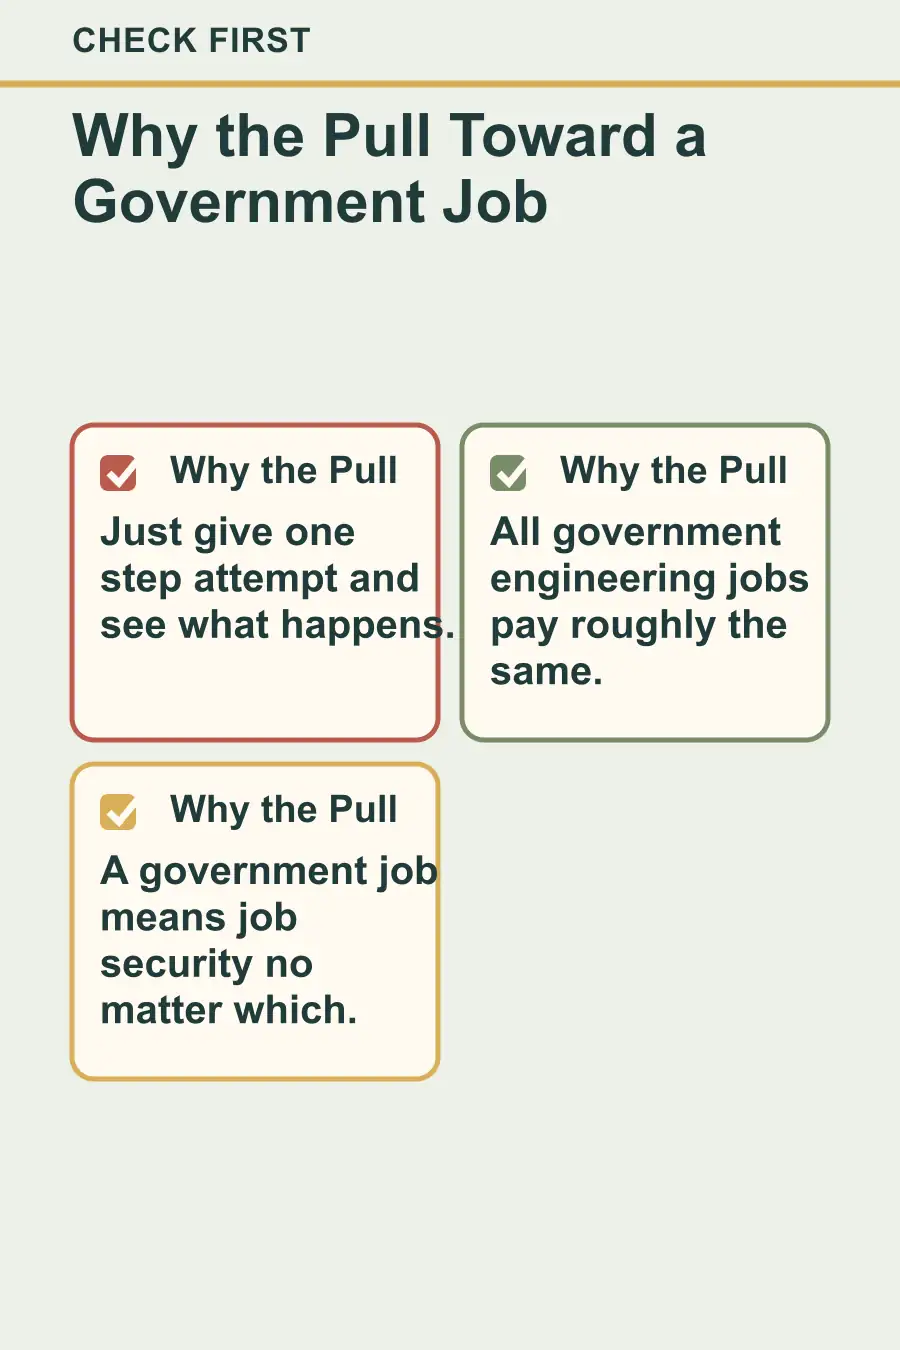 CHECK FIRST
Why the Pull Toward a
Government Job
Why the Pull
Just give one
step attempt and
see what happens.
Why the Pull
All government
engineering jobs
pay roughly the
same.
Why the Pull
A government job
means job
security no
matter which.